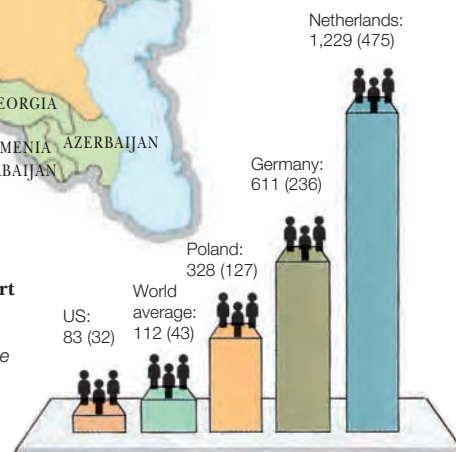 Netherlands:
1,229 (475)
EORGIA
MENIA AZERBAIJAN
BAIJAN
Germany:
611 (236)
Poland:
328 (127)
rt
World
average:
112 (43)
US:
83 (32)
e